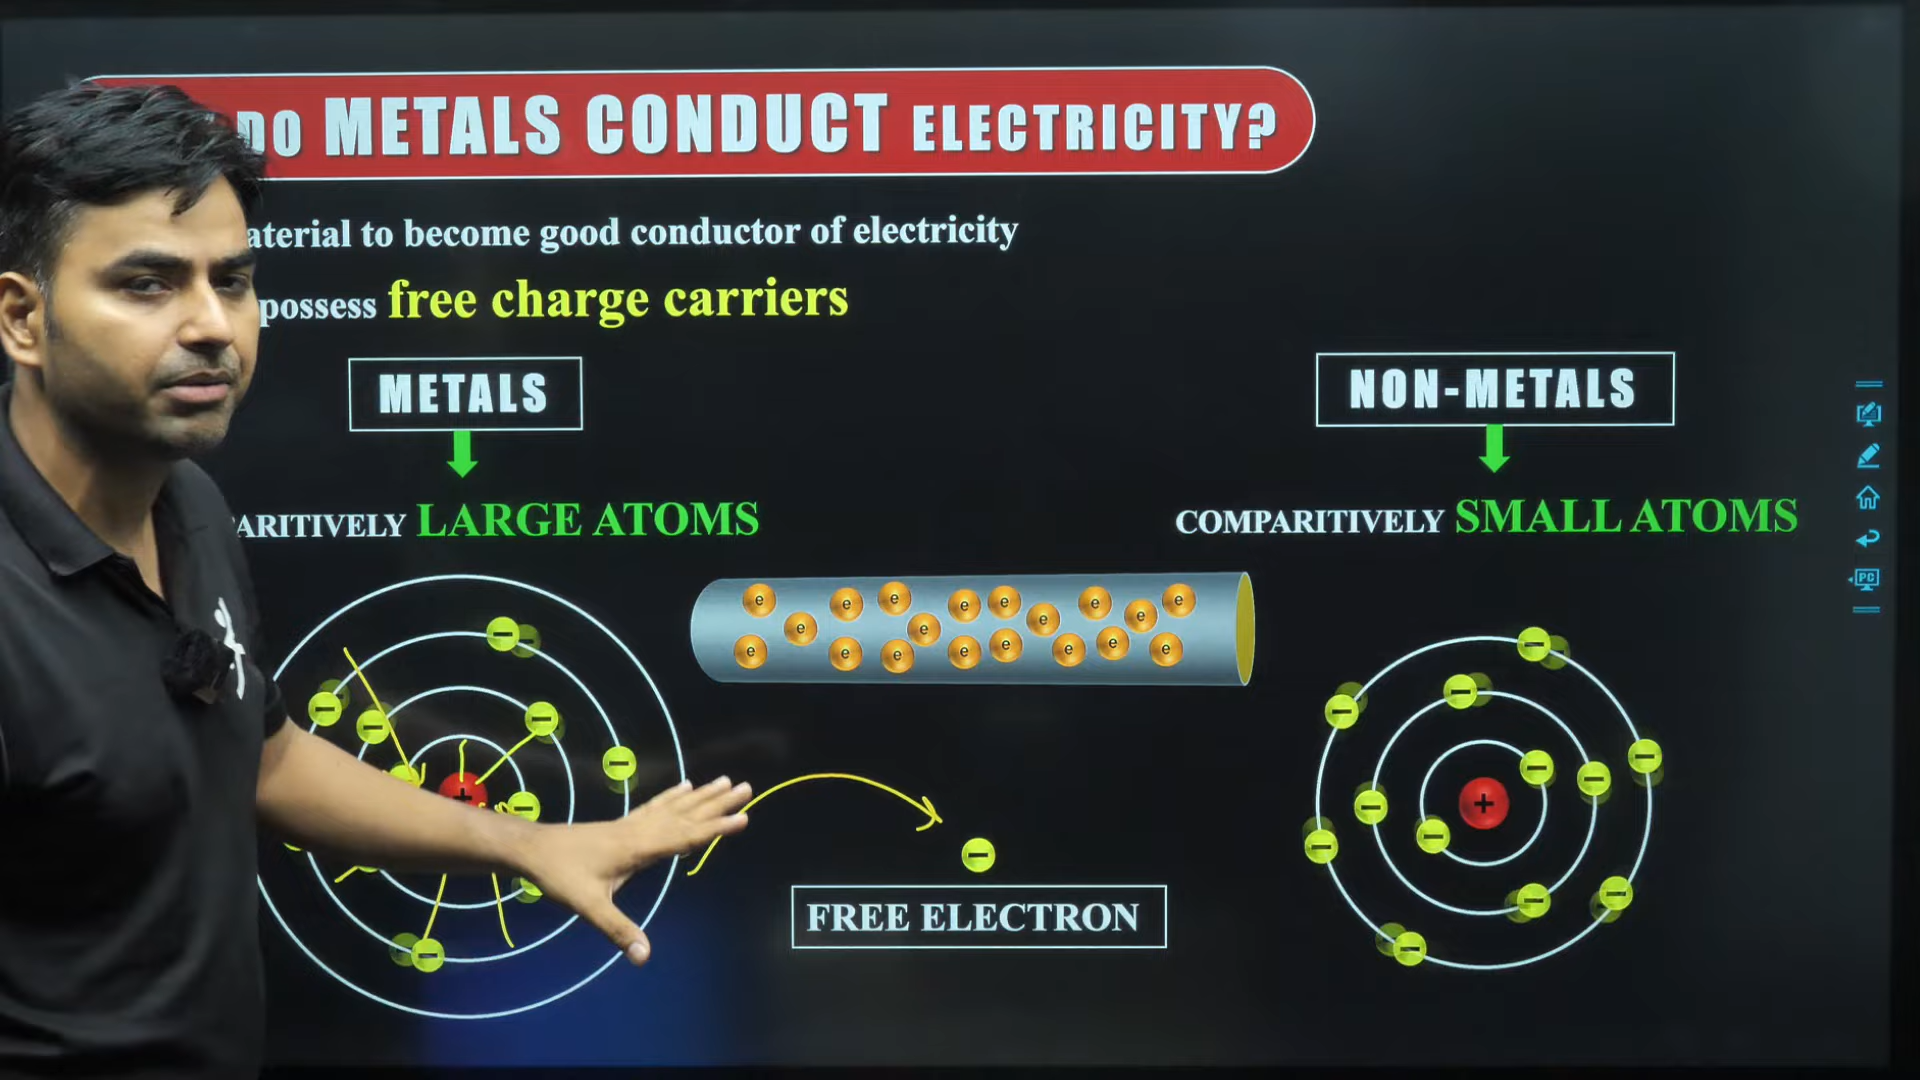 DO METALS CONDUCT ELECTRICITY?
aterial to become good conductor of electricity
possess free charge carriers
METALS
NON-METALS
ARITIVELY LARGE ATOMS
COMPARITIVELY SMALL ATOMS
e e e e e e e e e
e e e
e e e e e e e e
+
+
FREE ELECTRON
PC